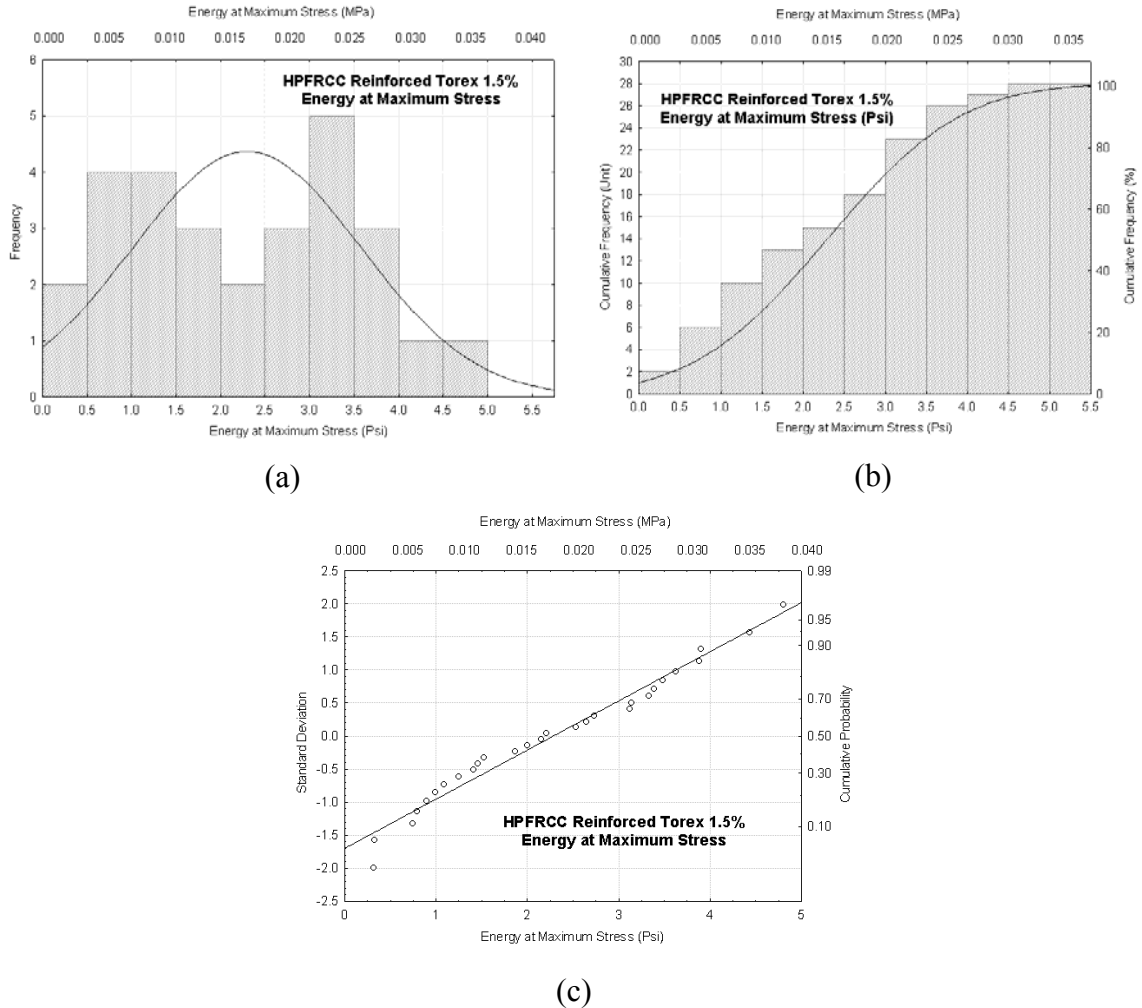 Energy at Maximum Stress (MPa)
0.000 0.005 0.010 0.015 0.020 0.025 0.030 0.035 0.040
HPFRCC Reinforced Torex 1.5%
Energy at Maximum Stress
Frequency
6
5
4
3
2
1
0
0.0 0.5 1.0 1.5 2.0 2.5 3.0 3.5 4.0 4.5 5.0 5.5
Energy at Maximum Stress (Psi)
(a)
Energy at Maximum Stress (MPa)
0.000 0.005 0.010 0.015 0.020 0.025 0.030 0.035
HPFRCC Reinforced Torex 1.5%
Energy at Maximum Stress (Psi)
Cumulative Frequency (Unit)
30
28
26
24
22
20
18
16
14
12
10
8
6
4
2
0
100
80
60
40
20
0
Cumulative Frequency (%)
0.0 0.5 1.0 1.5 2.0 2.5 3.0 3.5 4.0 4.5 5.0 5.5
Energy at Maximum Stress (Psi)
(b)
Energy at Maximum Stress (MPa)
0.000 0.005 0.010 0.015 0.020 0.025 0.030 0.035 0.040
Standard Deviation
2.5
2.0
1.5
1.0
0.5
0.0
-0.5
-1.0
-1.5
-2.0
-2.5
0.99
0.95
0.90
0.70
0.50
0.30
0.10
Cumulative Probability
HPFRCC Reinforced Torex 1.5%
Energy at Maximum Stress
0 1 2 3 4 5
Energy at Maximum Stress (Psi)
(c)